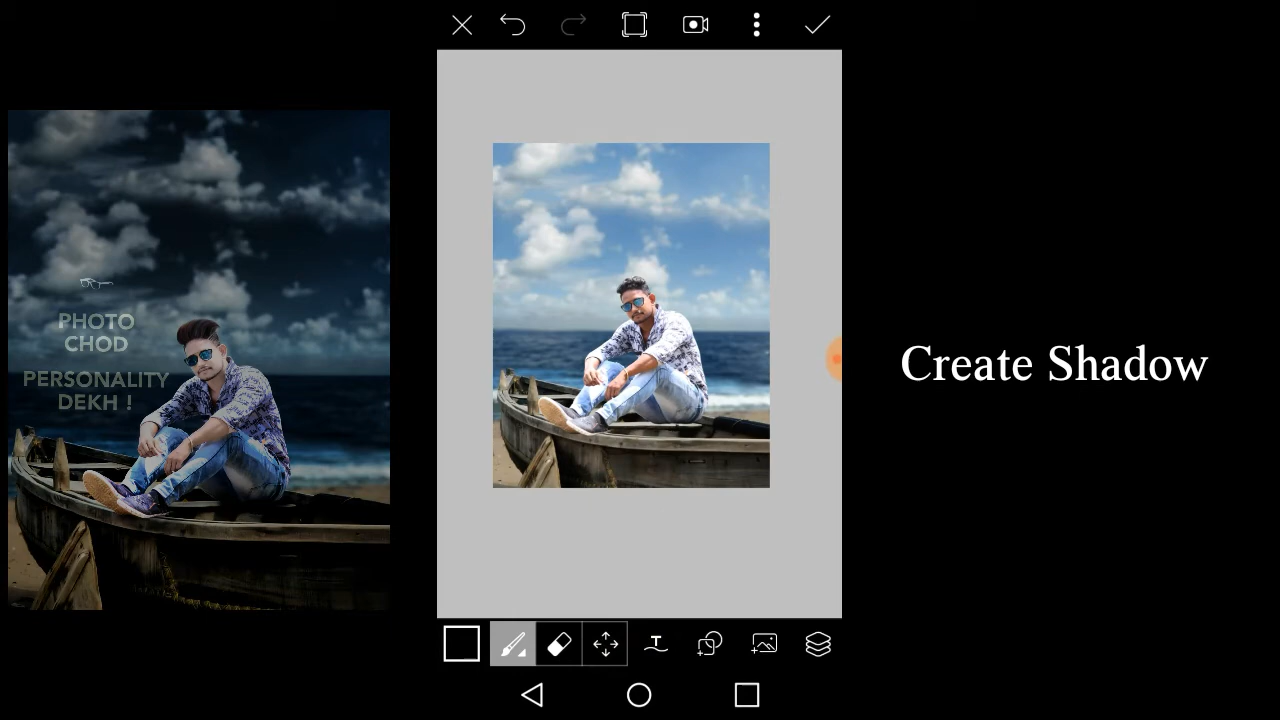 PHOTO
CHOD
PERSONALITY
DEKH !
T
Create Shadow